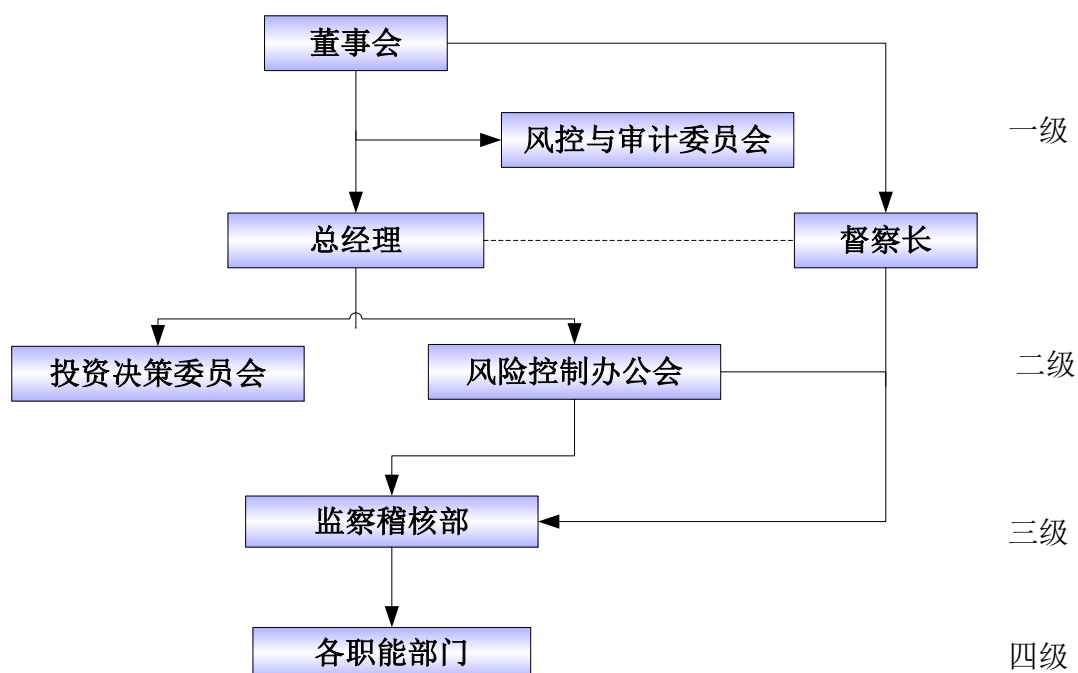 董事会
风控与审计委员会
一级
总经理
督察长
投资决策委员会
风险控制办公会
二级
监察稽核部
三级
各职能部门
四级